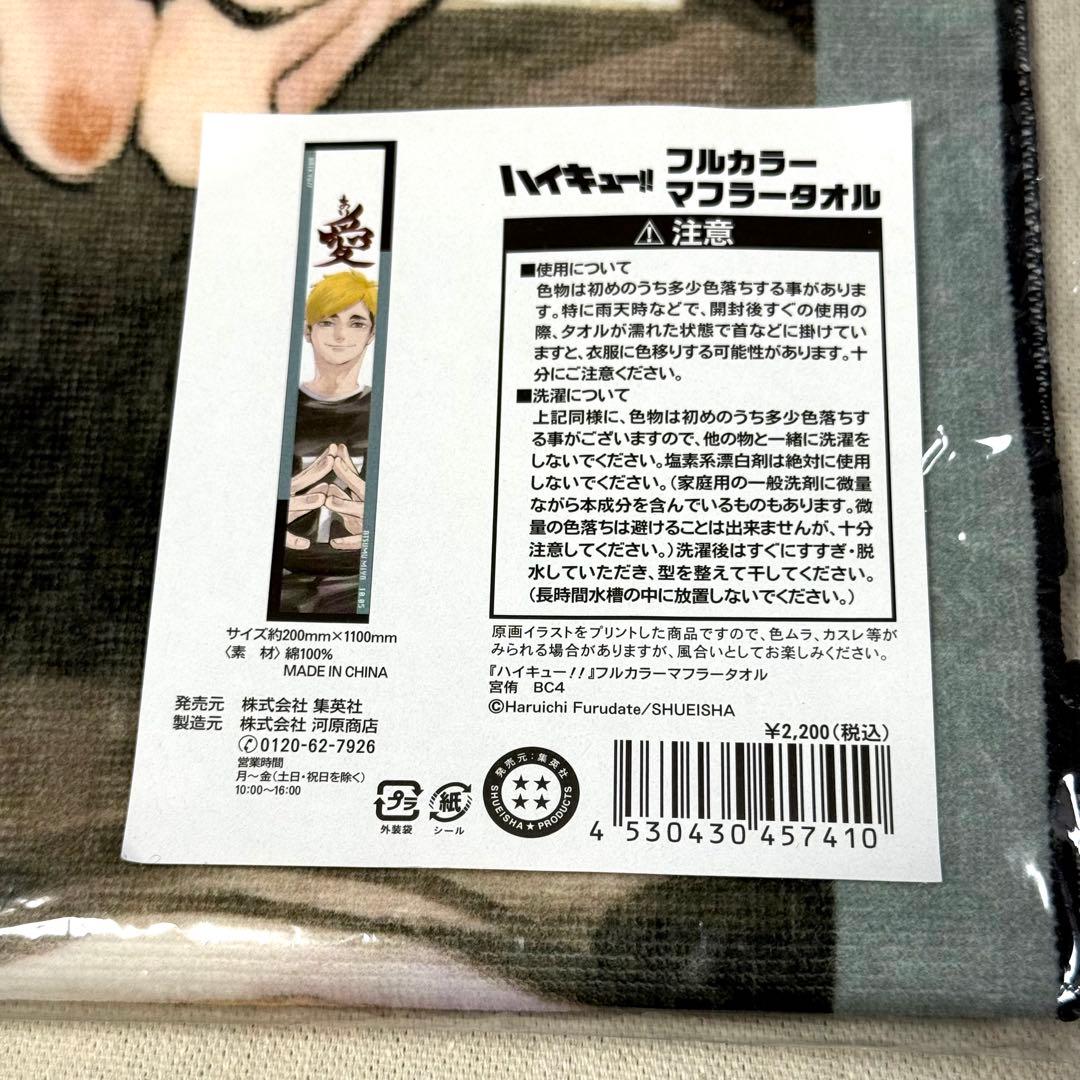 愛
ATSUMU MIYA 10.05
サイズ約200mm×1100mm
〈素　材〉綿100%
MADE IN CHINA
発売元　株式会社 集英社
製造元　株式会社 河原商店
0120-62-7926
営業時間
月〜金(土日・祝日を除く)
10:00〜16:00
プラ
外装袋
紙
シール
ハイキュー!!
フルカラー
マフラータオル
注意
■使用について
色物は初めのうち多少色落ちする事がありま
す。特に雨天時などで、開封後すぐの使用の
際、タオルが濡れた状態で首などに掛けてい
ますと、衣服に色移りする可能性があります。十
分にご注意ください。
■洗濯について
上記同様に、色物は初めのうち多少色落ちす
る事がございますので、他の物と一緒に洗濯を
しないでください。塩素系漂白剤は絶対に使用
しないでください。(家庭用の一般洗剤に微量
ながら本成分を含んでいるものもあります。微
量の色落ちは避けることは出来ませんが、十分
注意してください。)洗濯後はすぐにすすぎ・脱
水していただき、型を整えて干してください。
(長時間水槽の中に放置しないでください。)
原画イラストをプリントした商品ですので、色ムラ、カスレ等が
みられる場合がありますが、風合いとしてお楽しみください。
『ハイキュー!!』フルカラーマフラータオル
宮侑　BC4
©Haruichi Furudate/SHUEISHA
¥2,200(税込)
発売元:集英社
SHUEISHA★PRODUCTS
4 530430 457410